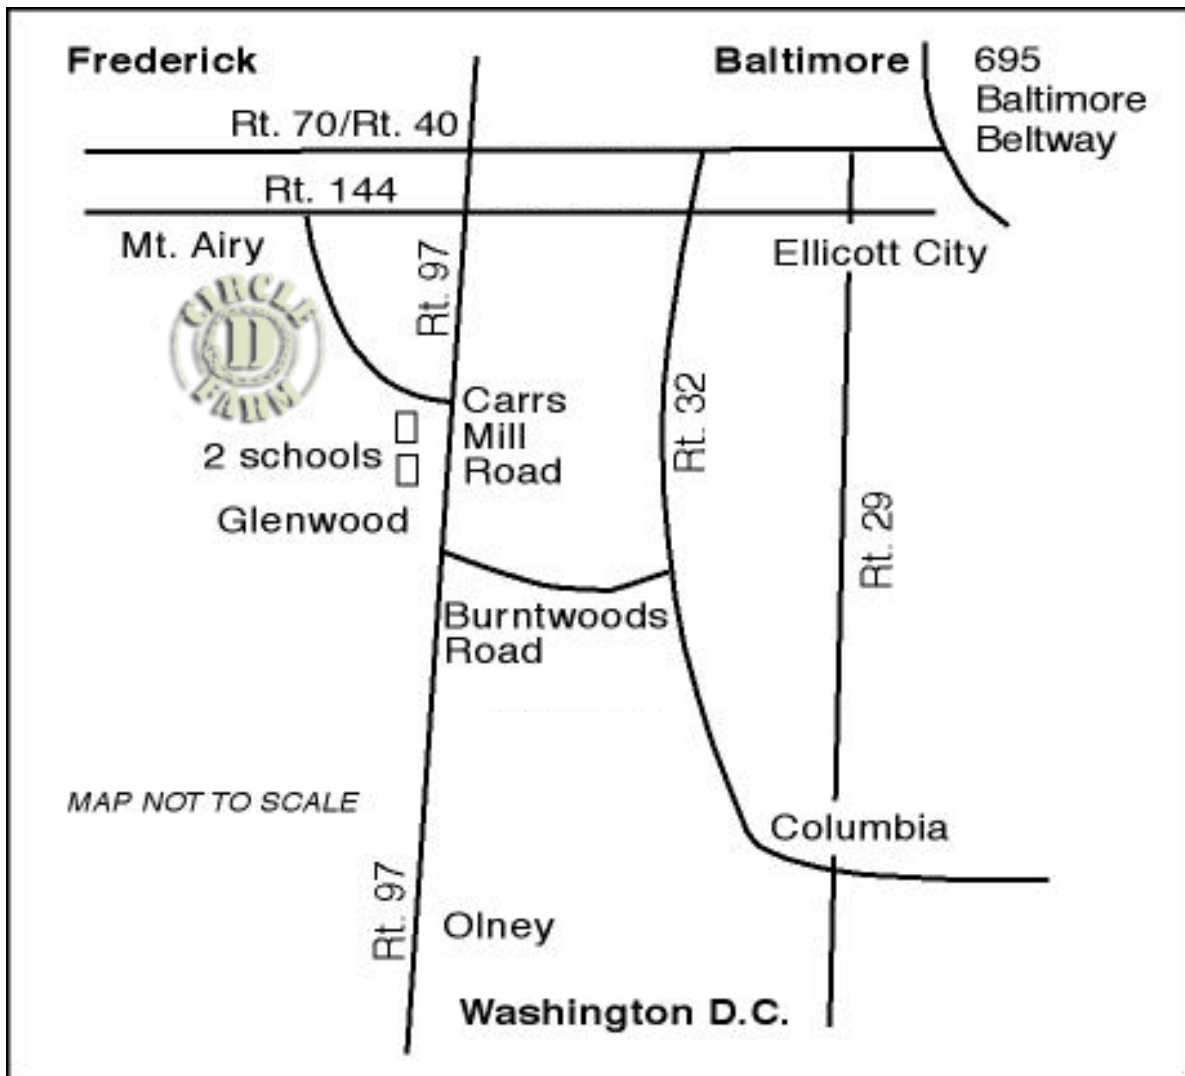 Frederick
Baltimore
695
Baltimore
Beltway
Rt. 70/Rt. 40
Rt. 144
Mt. Airy
Rt. 97
Ellicott City
CIRCLE
D
FARM
Carrs
Mill
Road
Rt. 32
2 schools
Glenwood
Rt. 29
Burntwoods
Road
MAP NOT TO SCALE
Columbia
Rt. 97
Olney
Washington D.C.